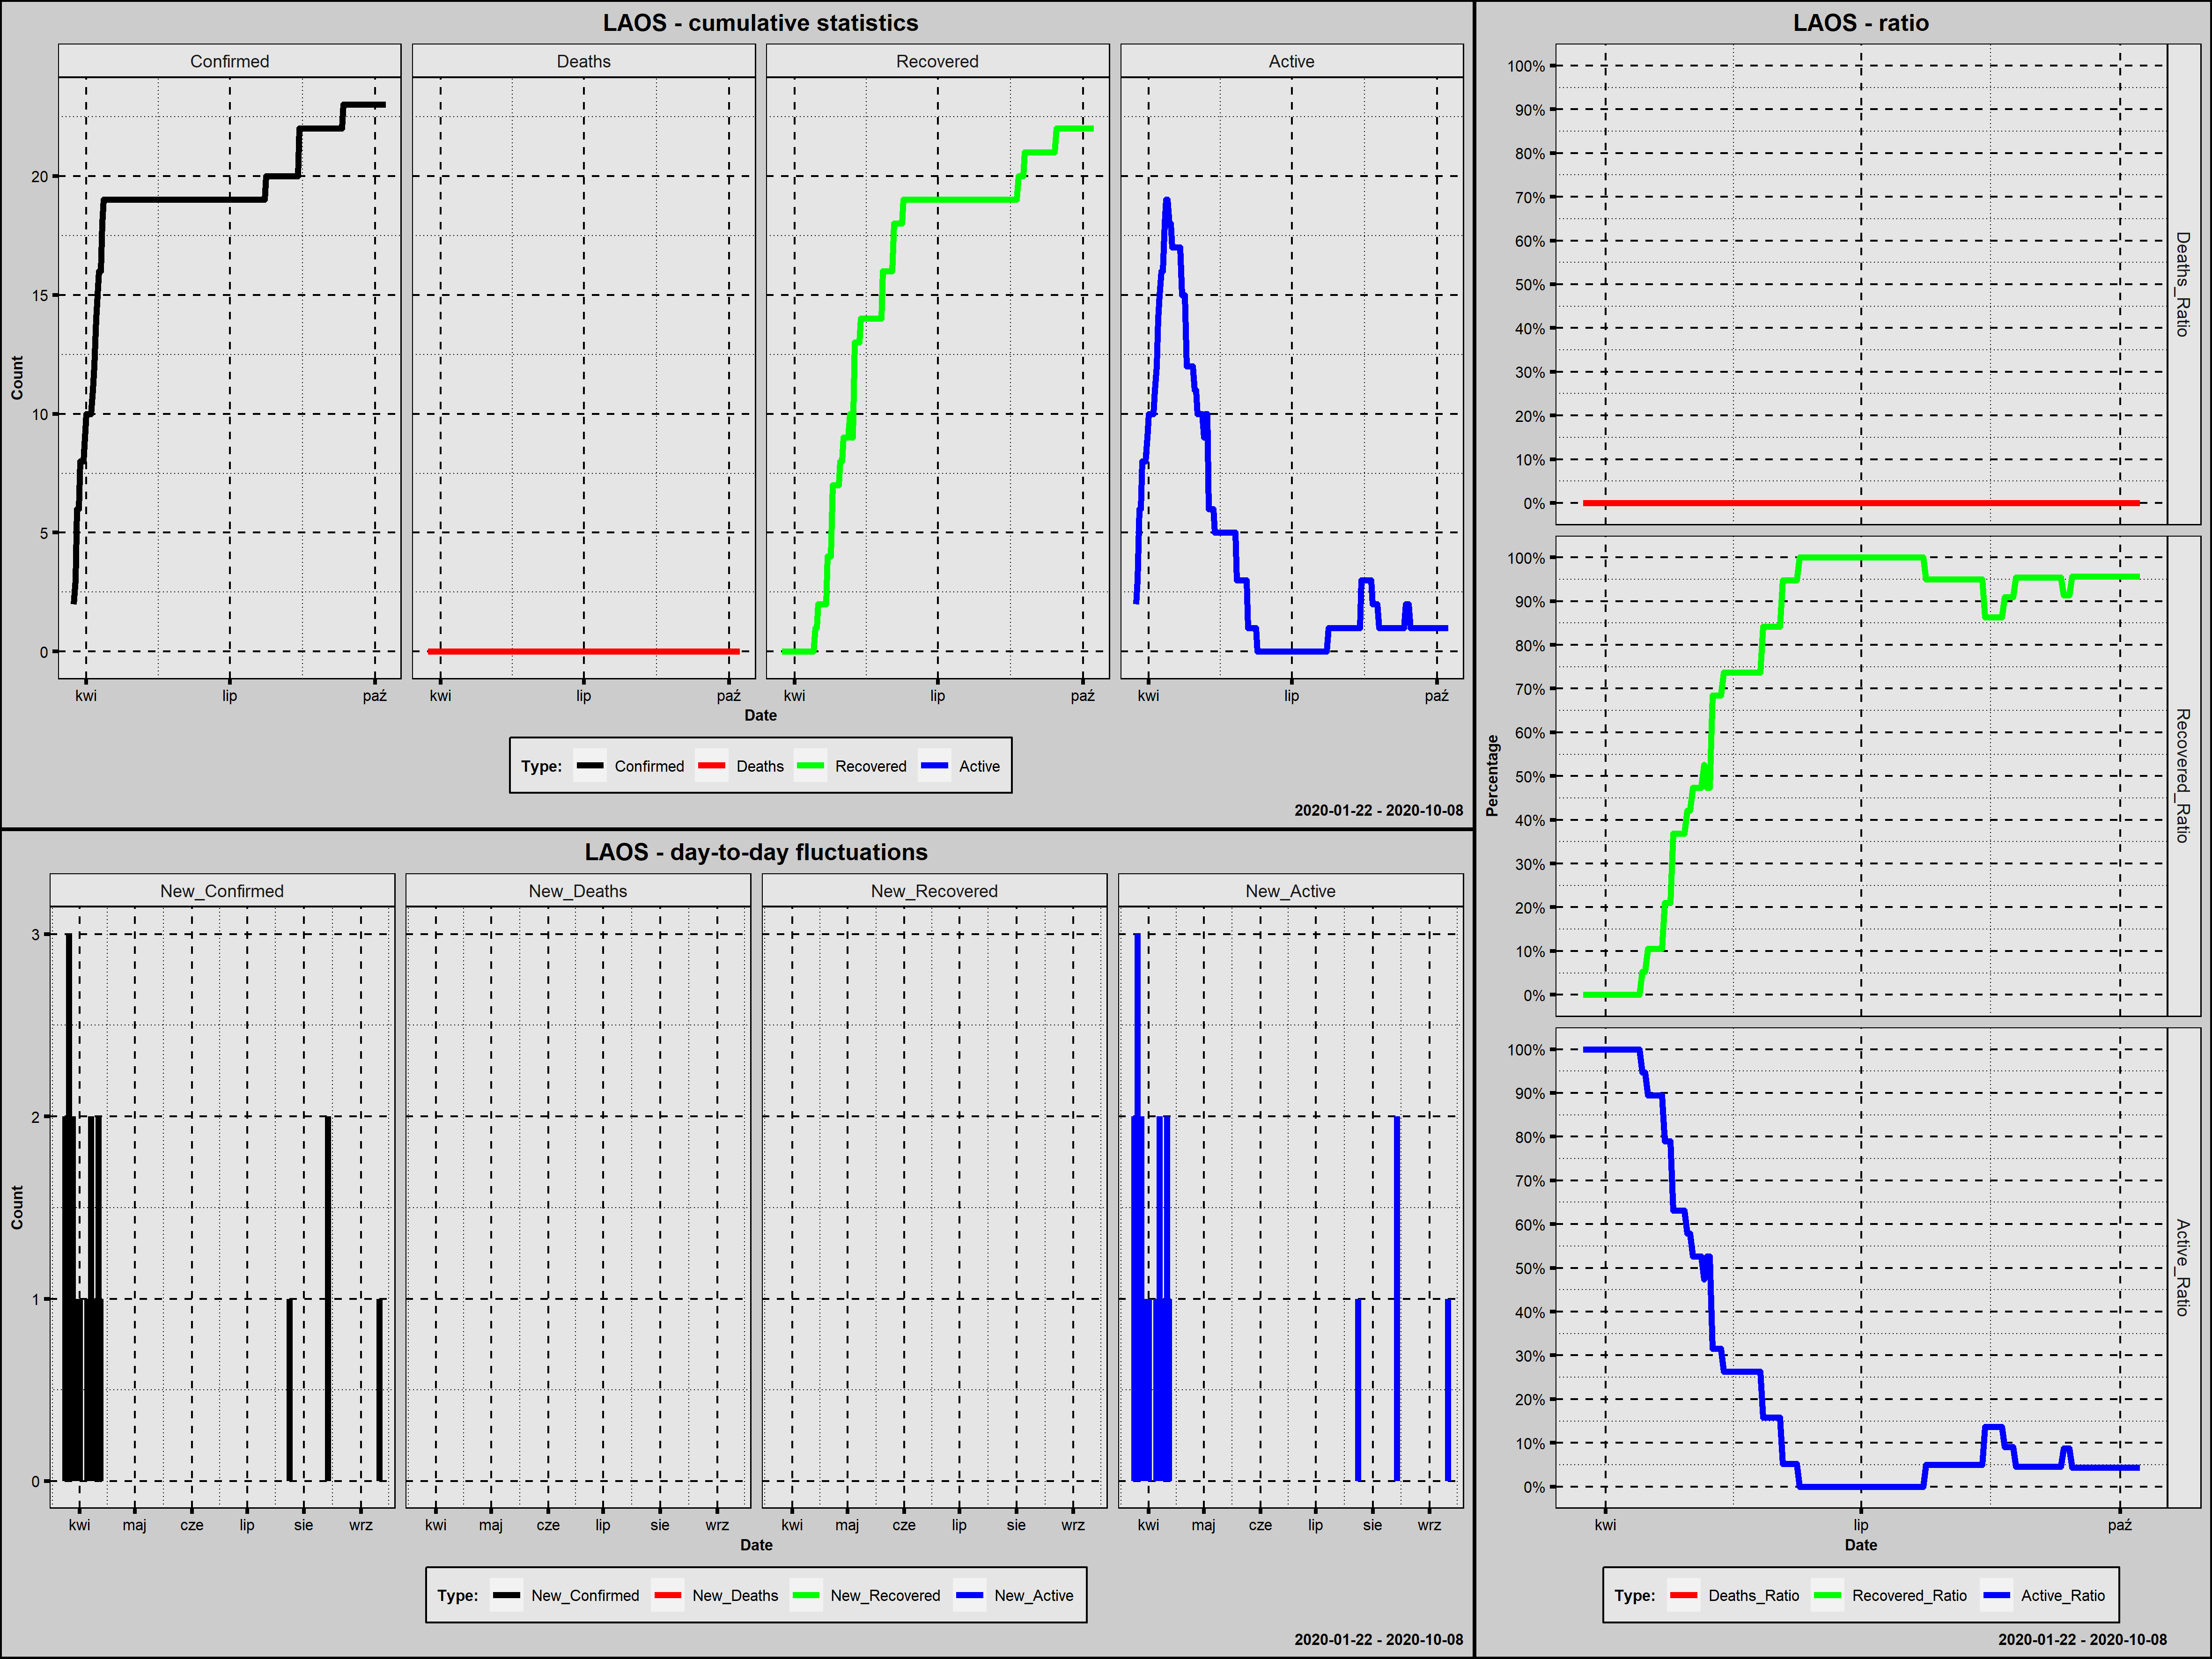 LAOS - cumulative statistics
Confirmed Deaths Recovered Active
Count
20
15
10
5
0
kwi lip paź kwi lip paź kwi lip paź kwi lip paź
Date
Type: Confirmed Deaths Recovered Active
2020-01-22 - 2020-10-08
LAOS - day-to-day fluctuations
New_Confirmed New_Deaths New_Recovered New_Active
Count
3
2
1
0
kwi maj cze lip sie wrz kwi maj cze lip sie wrz kwi maj cze lip sie wrz kwi maj cze lip sie wrz
Date
Type: New_Confirmed New_Deaths New_Recovered New_Active
2020-01-22 - 2020-10-08
LAOS - ratio
Percentage
100%
90%
80%
70%
60%
50%
40%
30%
20%
10%
0%
Deaths_Ratio
100%
90%
80%
70%
60%
50%
40%
30%
20%
10%
0%
Recovered_Ratio
100%
90%
80%
70%
60%
50%
40%
30%
20%
10%
0%
Active_Ratio
kwi lip paź
Date
Type: Deaths_Ratio Recovered_Ratio Active_Ratio
2020-01-22 - 2020-10-08